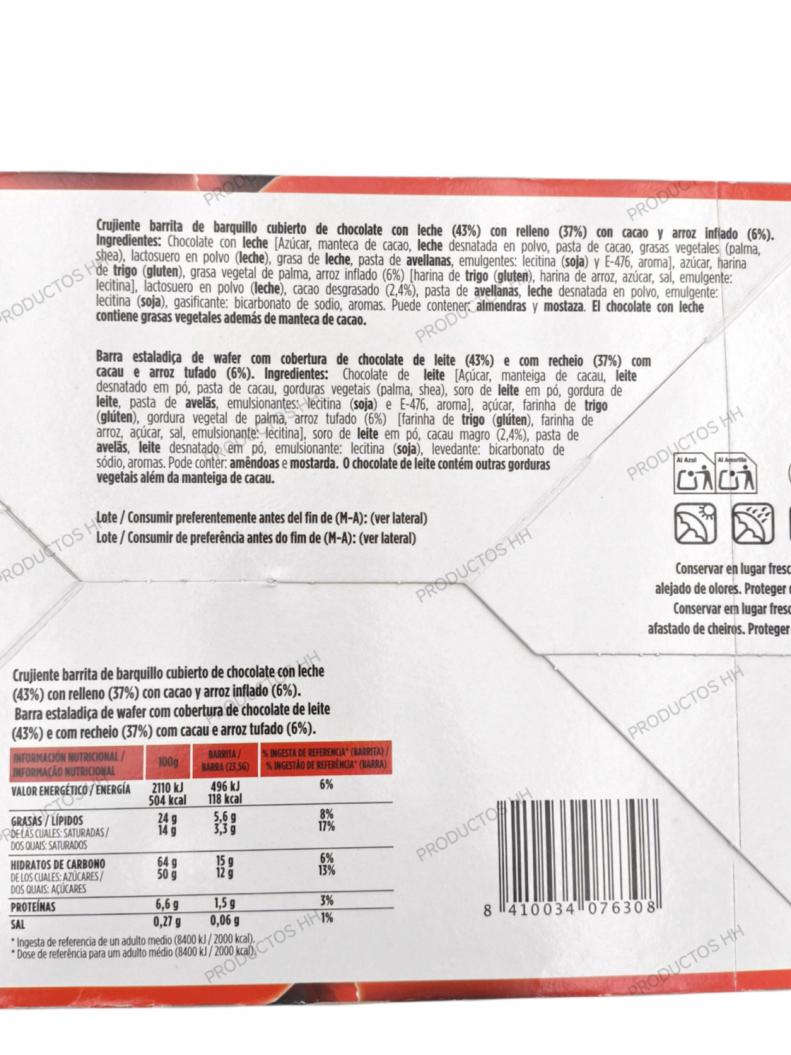 Crujiente barrita de barquillo cubierto de chocolate con leche (43%) con relleno (37%) con cacao y arroz inflado (6%).
Ingredientes: Chocolate con leche [Azúcar, manteca de cacao, leche desnatada en polvo, pasta de cacao, grasas vegetales (palma,
shea), lactosuero en polvo (leche), grasa de leche, pasta de avellanas, emulgentes: lecitina (soja) y E-476, aroma], azúcar, harina
de trigo (gluten), grasa vegetal de palma, arroz inflado (6%) [harina de trigo (gluten), harina de arroz, azúcar, sal, emulgente:
lecitina], lactosuero en polvo (leche), cacao desgrasado (2,4%), pasta de avellanas, leche desnatada en polvo, emulgente:
lecitina (soja), gasificante: bicarbonato de sodio, aromas. Puede contener: almendras y mostaza. El chocolate con leche
contiene grasas vegetales además de manteca de cacao.
Barra estaladiça de wafer com cobertura de chocolate de leite (43%) e com recheio (37%) com
cacau e arroz tufado (6%). Ingredientes: Chocolate de leite [Açúcar, manteiga de cacau, leite
desnatado em pó, pasta de cacau, gorduras vegetais (palma, shea), soro de leite em pó, gordura de
leite, pasta de avelãs, emulsionantes: lecitina (soja) e E-476, aroma], açúcar, farinha de trigo
(glúten), gordura vegetal de palma, arroz tufado (6%) [farinha de trigo (glúten), farinha de
arroz, açúcar, sal, emulsionante: lecitina], soro de leite em pó, cacau magro (2,4%), pasta de
avelãs, leite desnatado em pó, emulsionante: lecitina (soja), levedante: bicarbonato de
sódio, aromas. Pode conter: amêndoas e mostarda. O chocolate de leite contém outras gorduras
vegetais além da manteiga de cacau.
Lote / Consumir preferentemente antes del fin de (M-A): (ver lateral)
Lote / Consumir de preferência antes do fim de (M-A): (ver lateral)
Al Azul Al Amarillo
Conservar en lugar fresc
alejado de olores. Proteger
Conservar em lugar fresc
afastado de cheiros. Proteger
Crujiente barrita de barquillo cubierto de chocolate con leche
(43%) con relleno (37%) con cacao y arroz inflado (6%).
Barra estaladiça de wafer com cobertura de chocolate de leite
(43%) e com recheio (37%) com cacau e arroz tufado (6%).
INFORMACIÓN NUTRICIONAL / INFORMAÇÃO NUTRICIONAL 100g BARRITA / BARRA (23,5G) % INGESTA DE REFERENCIA* (BARRITA) / % INGESTÃO DE REFERÊNCIA* (BARRA)
VALOR ENERGÉTICO / ENERGÍA 2110 kJ 496 kJ 6%
504 kcal 118 kcal
GRASAS / LÍPIDOS 24 g 5,6 g 8%
DE LAS CUALES: SATURADAS / 14 g 3,3 g 17%
DOS QUAIS: SATURADOS
HIDRATOS DE CARBONO 64 g 15 g 6%
DE LOS CUALES: AZÚCARES / 50 g 12 g 13%
DOS QUAIS: AÇÚCARES
PROTEÍNAS 6,6 g 1,5 g 3%
SAL 0,27 g 0,06 g 1%
* Ingesta de referencia de un adulto medio (8400 kJ / 2000 kcal).
* Dose de referência para um adulto médio (8400 kJ / 2000 kcal).
8 410034 076308
PRODUCTOS HH
PRODUCTOS HH
PRODUCTOS HH
PRODUCTOS HH
PRODUCTOS HH
PRODUCTOS HH
PRODUCTOS HH
PRODUCTOS HH